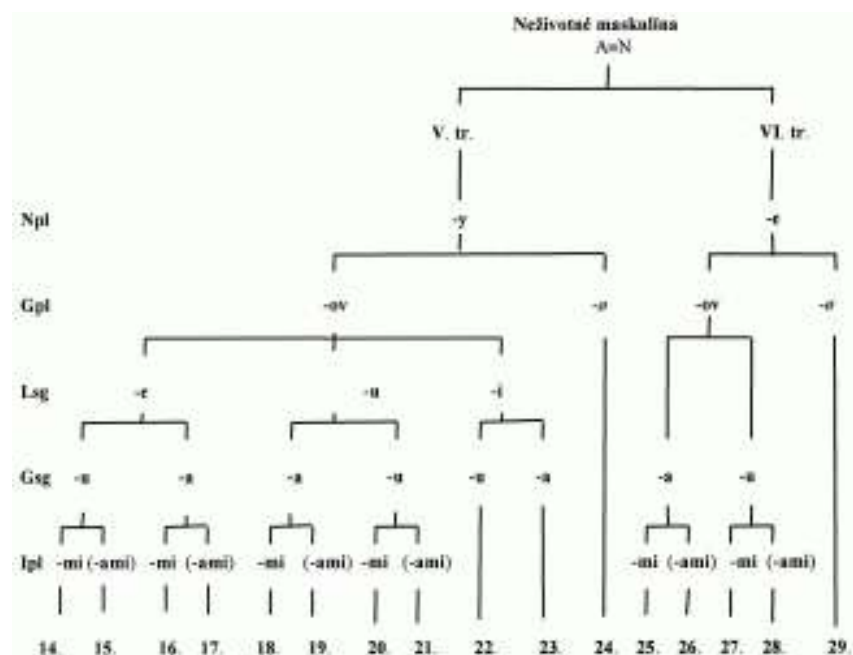 Neživotné maskulína
A=N
V. tr. VI. tr.
Npl -y -e
Gpl -ov -ø -ov -ø
Lsg -e -u -i
Gsg -u -a -a -u -u -a -a -u
Ipl -mi (-ami) -mi (-ami) -mi (-ami) -mi (-ami) -mi (-ami) -mi (-ami)
14. 15. 16. 17. 18. 19. 20. 21. 22. 23. 24. 25. 26. 27. 28. 29.